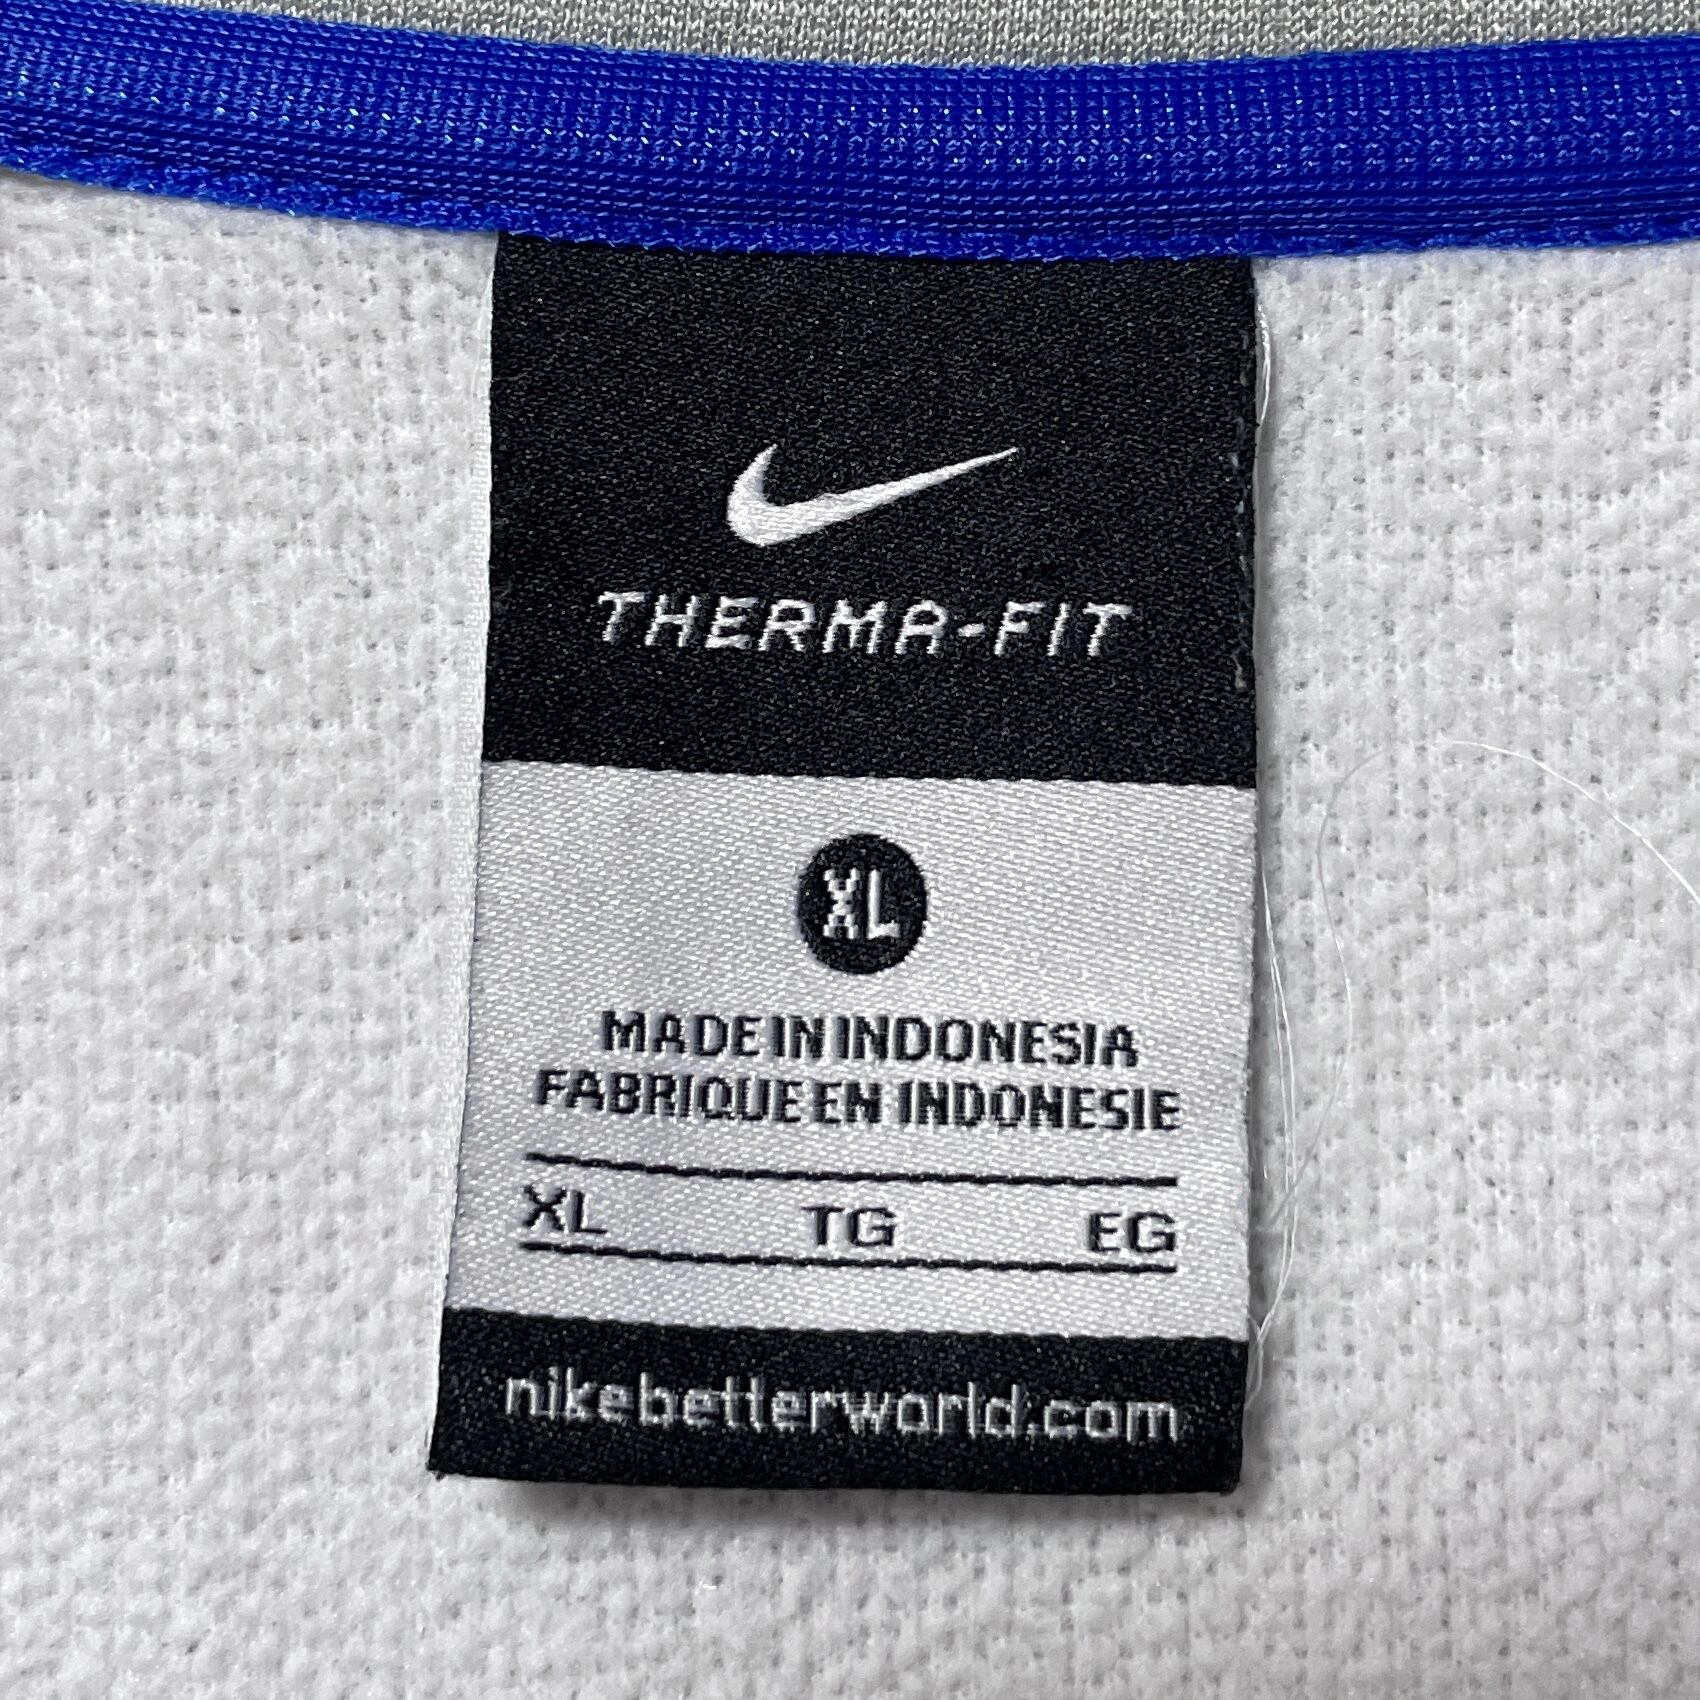 THERMA-FIT
XL
MADE IN INDONESIA
FABRIQUE EN INDONESIE
XL TG EG
nikebetterworld.com